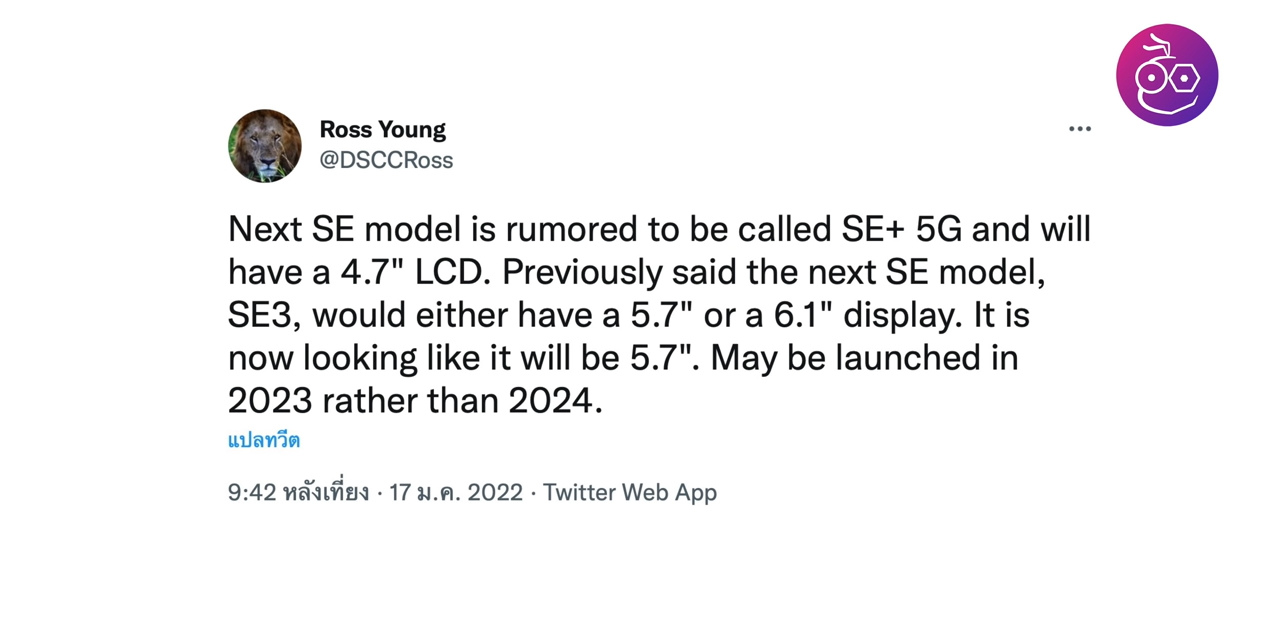 Ross Young
@DSCCRoss
Next SE model is rumored to be called SE+ 5G and will
have a 4.7" LCD. Previously said the next SE model,
SE3, would either have a 5.7" or a 6.1" display. It is
now looking like it will be 5.7". May be launched in
2023 rather than 2024.
แปลทวีต
9:42 หลังเที่ยง · 17 ม.ค. 2022 · Twitter Web App